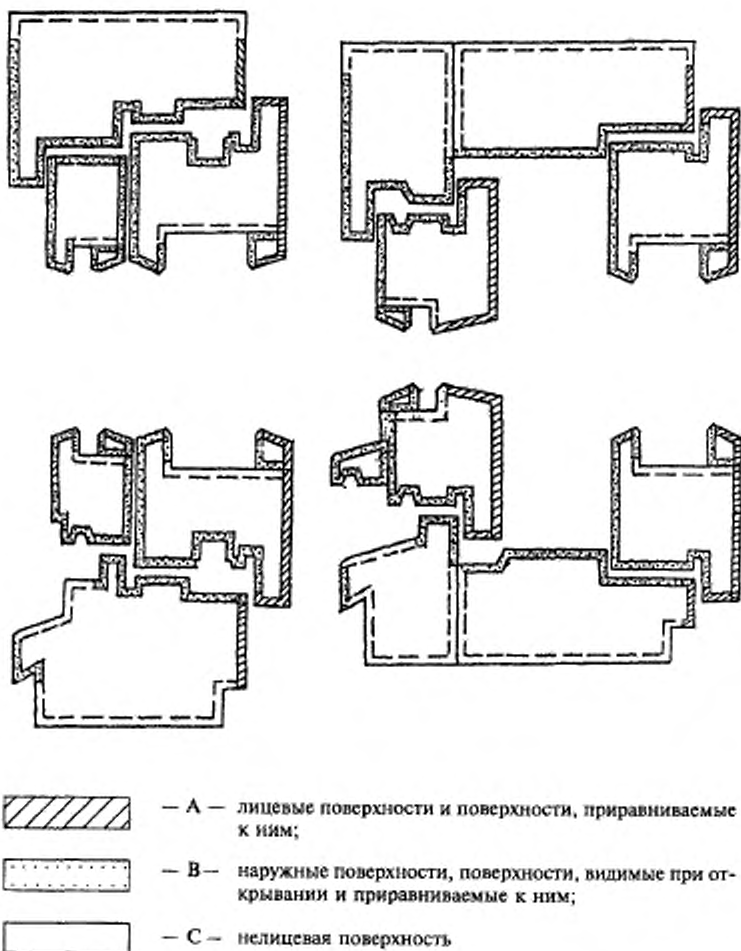 — А — лицевые поверхности и поверхности, приравниваемые
к ним;
— В — наружные поверхности, поверхности, видимые при от-
крывании и приравниваемые к ним;
— С — нелицевая поверхность